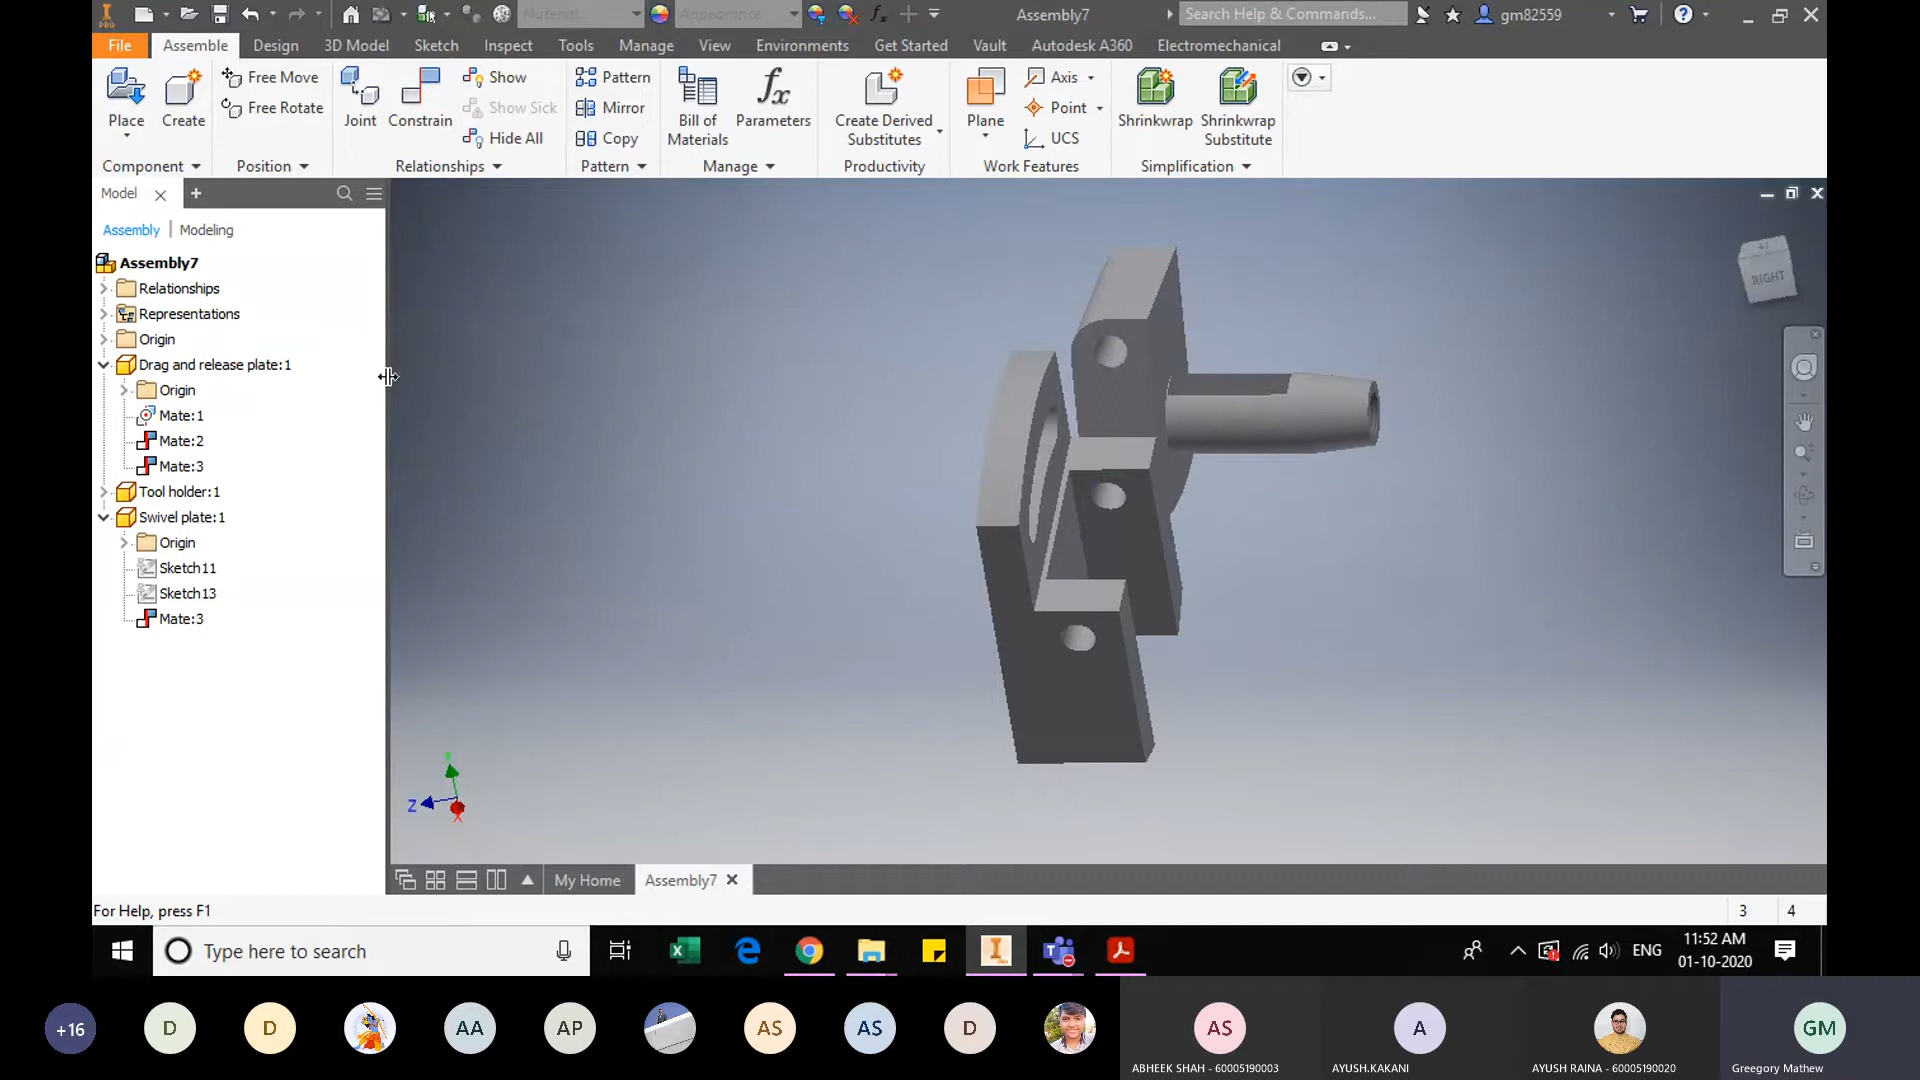 PRO
Material
Appearance
Assembly7
Search Help & Commands...
gm82559
File
Assemble
Design
3D Model
Sketch
Inspect
Tools
Manage
View
Environments
Get Started
Vault
Autodesk A360
Electromechanical
Place
Create
Free Move
Free Rotate
Joint
Constrain
Show
Show Sick
Hide All
Pattern
Mirror
Copy
Bill of
Materials
fx
Parameters
Create Derived
Substitutes
Plane
Axis
Point
UCS
Shrinkwrap
Shrinkwrap
Substitute
Component
Position
Relationships
Pattern
Manage
Productivity
Work Features
Simplification
Model
Assembly | Modeling
Assembly7
Relationships
Representations
Origin
Drag and release plate:1
Origin
Mate:1
Mate:2
Mate:3
Tool holder:1
Swivel plate:1
Origin
Sketch11
Sketch13
Mate:3
RIGHT
Z
X
My Home
Assembly7
For Help, press F1
3
4
Type here to search
ENG
11:52 AM
01-10-2020
+16
D
D
AA
AP
AS
AS
D
AS
A
GM
ABHEEK SHAH - 60005190003
AYUSH.KAKANI
AYUSH RAINA - 60005190020
Greegory Mathew